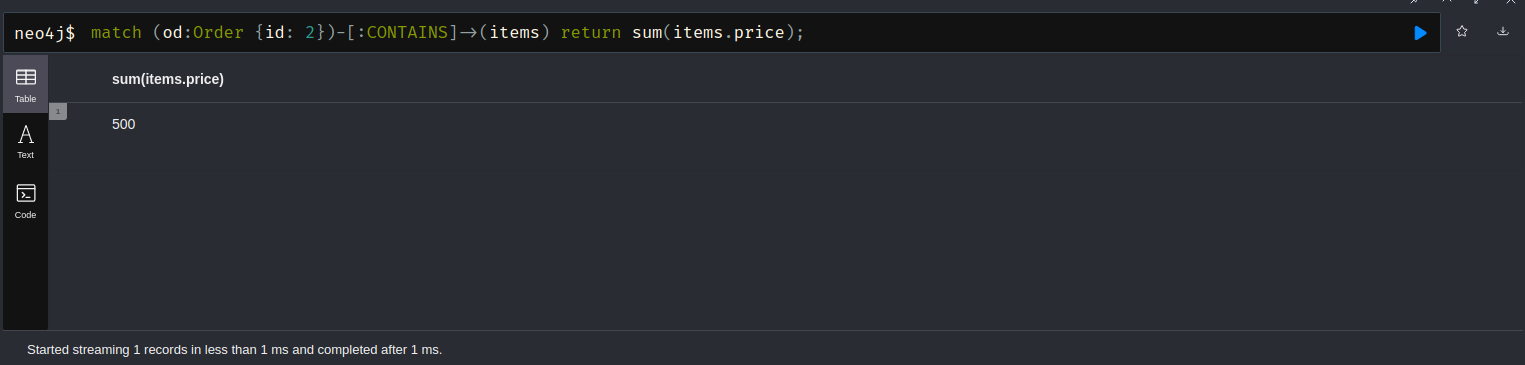 neo4j$ match (od:Order {id: 2})-[:CONTAINS]->(items) return sum(items.price);
Table
sum(items.price)
1
500
Text
Code
Started streaming 1 records in less than 1 ms and completed after 1 ms.